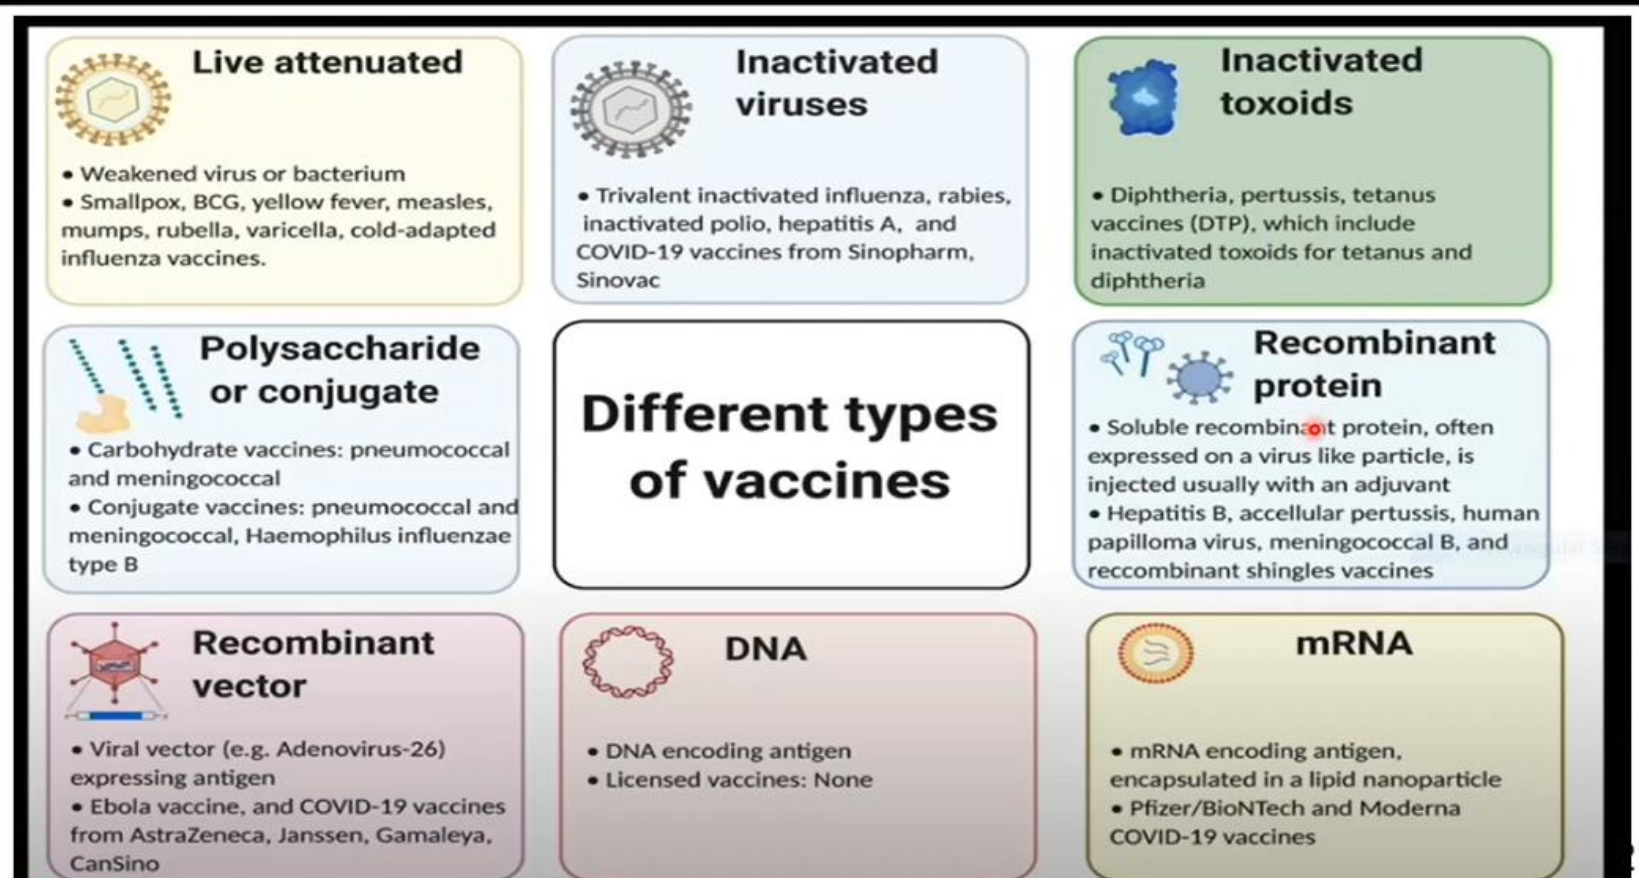 Live attenuated
• Weakened virus or bacterium
• Smallpox, BCG, yellow fever, measles,
mumps, rubella, varicella, cold-adapted
influenza vaccines.
Inactivated
viruses
• Trivalent inactivated influenza, rabies,
inactivated polio, hepatitis A, and
COVID-19 vaccines from Sinopharm,
Sinovac
Inactivated
toxoids
• Diphtheria, pertussis, tetanus
vaccines (DTP), which include
inactivated toxoids for tetanus and
diphtheria
Polysaccharide
or conjugate
• Carbohydrate vaccines: pneumococcal
and meningococcal
• Conjugate vaccines: pneumococcal and
meningococcal, Haemophilus influenzae
type B
Different types
of vaccines
Recombinant
protein
• Soluble recombinant protein, often
expressed on a virus like particle, is
injected usually with an adjuvant
• Hepatitis B, accellular pertussis, human
papilloma virus, meningococcal B, and
reccombinant shingles vaccines
Recombinant
vector
• Viral vector (e.g. Adenovirus-26)
expressing antigen
• Ebola vaccine, and COVID-19 vaccines
from AstraZeneca, Janssen, Gamaleya,
CanSino
DNA
• DNA encoding antigen
• Licensed vaccines: None
mRNA
• mRNA encoding antigen,
encapsulated in a lipid nanoparticle
• Pfizer/BioNTech and Moderna
COVID-19 vaccines